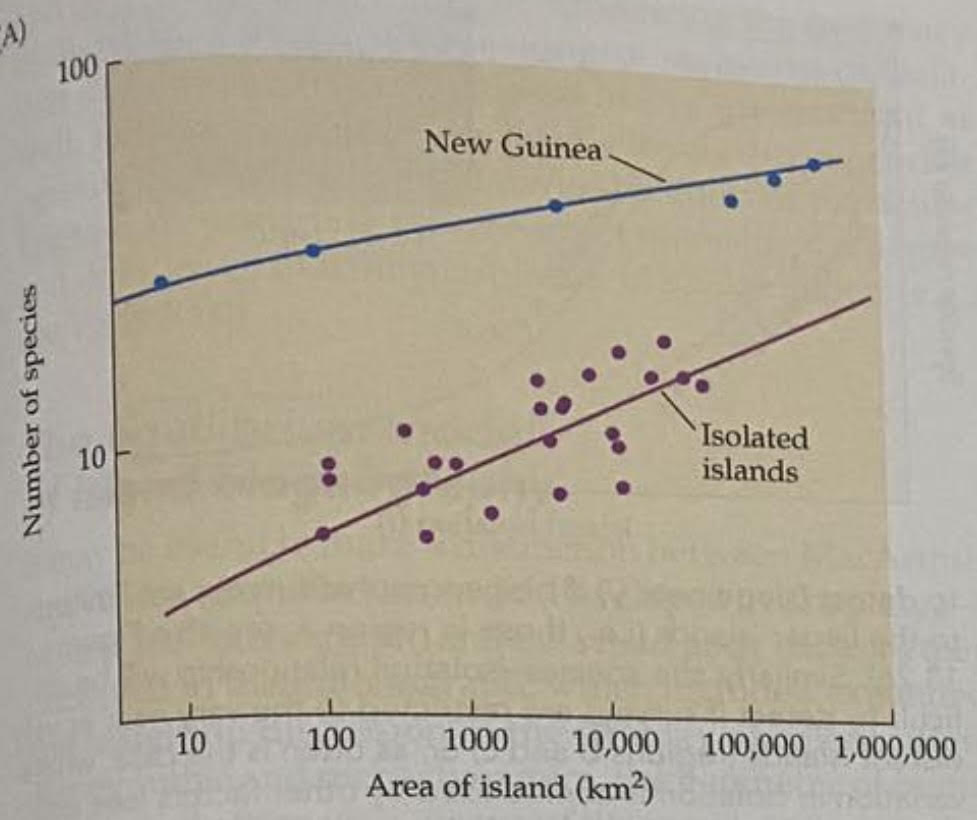 (A)
100
New Guinea
Number of species
10
Isolated
islands
10 100 1000 10,000 100,000 1,000,000
Area of island (km²)